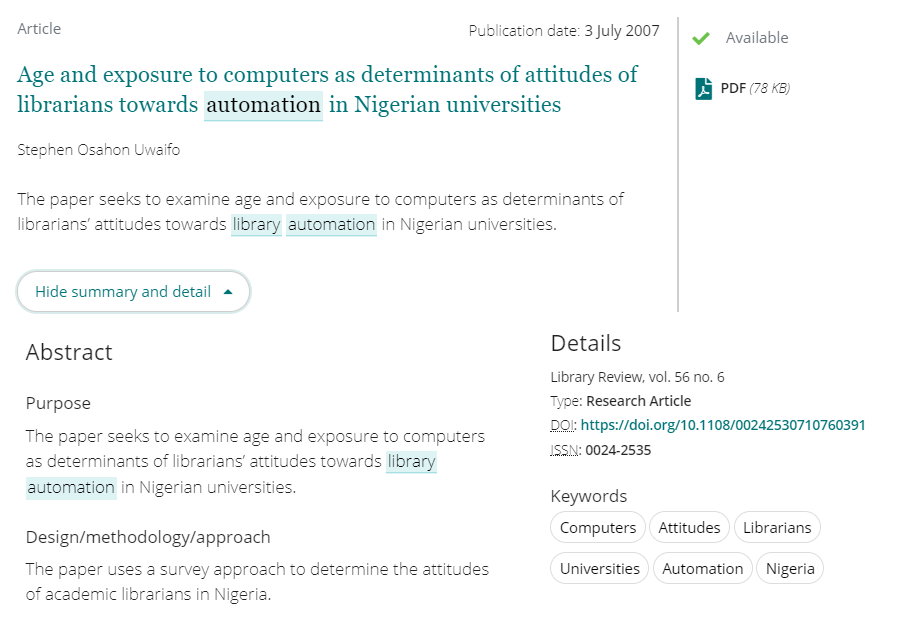 Article
Publication date: 3 July 2007
Available
Age and exposure to computers as determinants of attitudes of
librarians towards automation in Nigerian universities
PDF (78 KB)
Stephen Osahon Uwaifo
The paper seeks to examine age and exposure to computers as determinants of
librarians’ attitudes towards library automation in Nigerian universities.
Hide summary and detail
Abstract
Purpose
The paper seeks to examine age and exposure to computers
as determinants of librarians’ attitudes towards library
automation in Nigerian universities.
Design/methodology/approach
The paper uses a survey approach to determine the attitudes
of academic librarians in Nigeria.
Details
Library Review, vol. 56 no. 6
Type: Research Article
DOI: https://doi.org/10.1108/00242530710760391
ISSN: 0024-2535
Keywords
Computers Attitudes Librarians
Universities Automation Nigeria